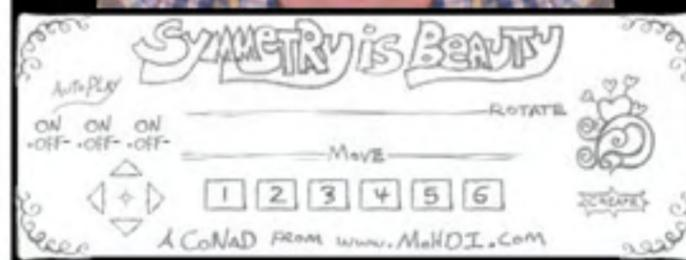 SYMMETRY is BEAUTY
AUTOPLAY
ROTATE
ON ON ON
-OFF- -OFF- -OFF-
MOVE
1 2 3 4 5 6
CREATE
A CoNaD FROM www.MoHDI.com